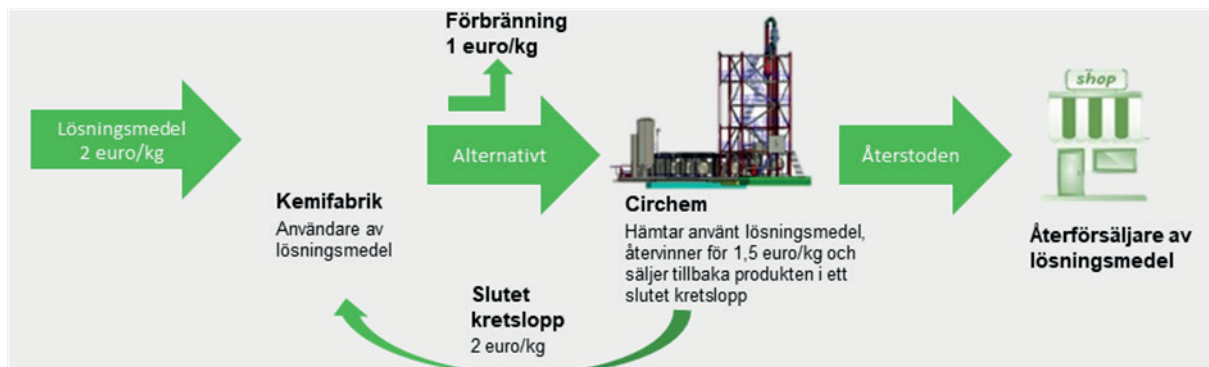 Förbränning
1 euro/kg
Lösningsmedel
2 euro/kg
Alternativt
Återstoden
shop
Kemifabrik
Användare av
lösningsmedel
Circhem
Hämtar använt lösningsmedel,
återvinner för 1,5 euro/kg och
säljer tillbaka produkten i ett
slutet kretslopp
Återförsäljare av
lösningsmedel
Slutet
kretslopp
2 euro/kg